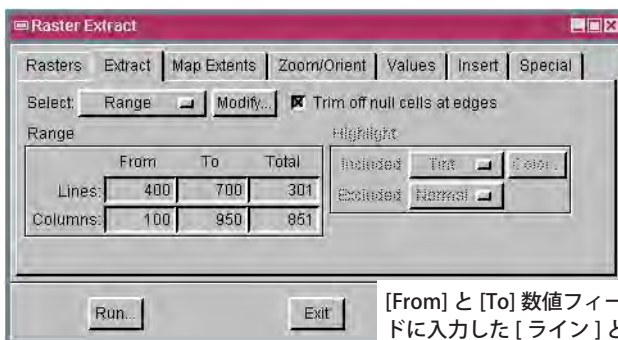 Raster Extract
Rasters Extract Map Extents Zoom/Orient Values Insert Special
Select: Range Modify... Trim off null cells at edges
Range Highlight
From To Total
Lines: 400 700 301
Columns: 100 950 851
Included Tint Color...
Excluded Normal
Run... Exit
[From] と [To] 数値フィー
ドに入力した [ ライン ] と